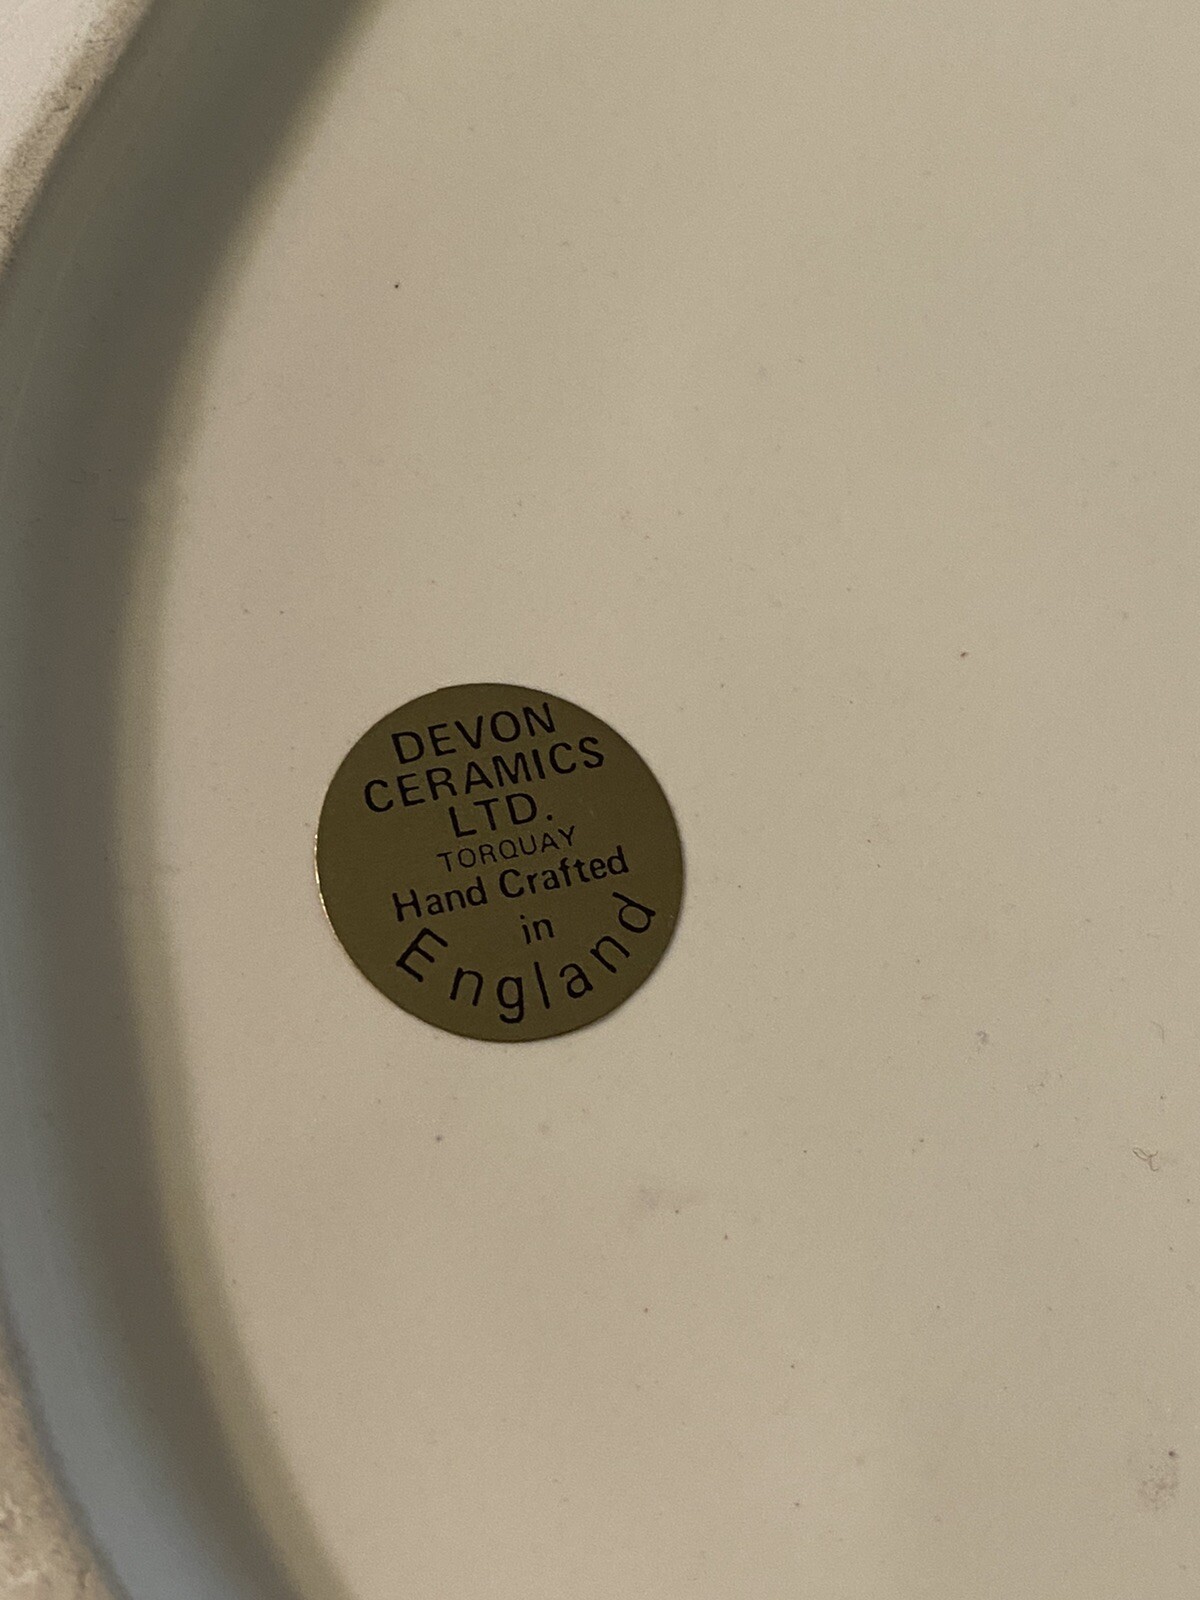 DEVON
CERAMICS
LTD.
TORQUAY
Hand Crafted
in
England